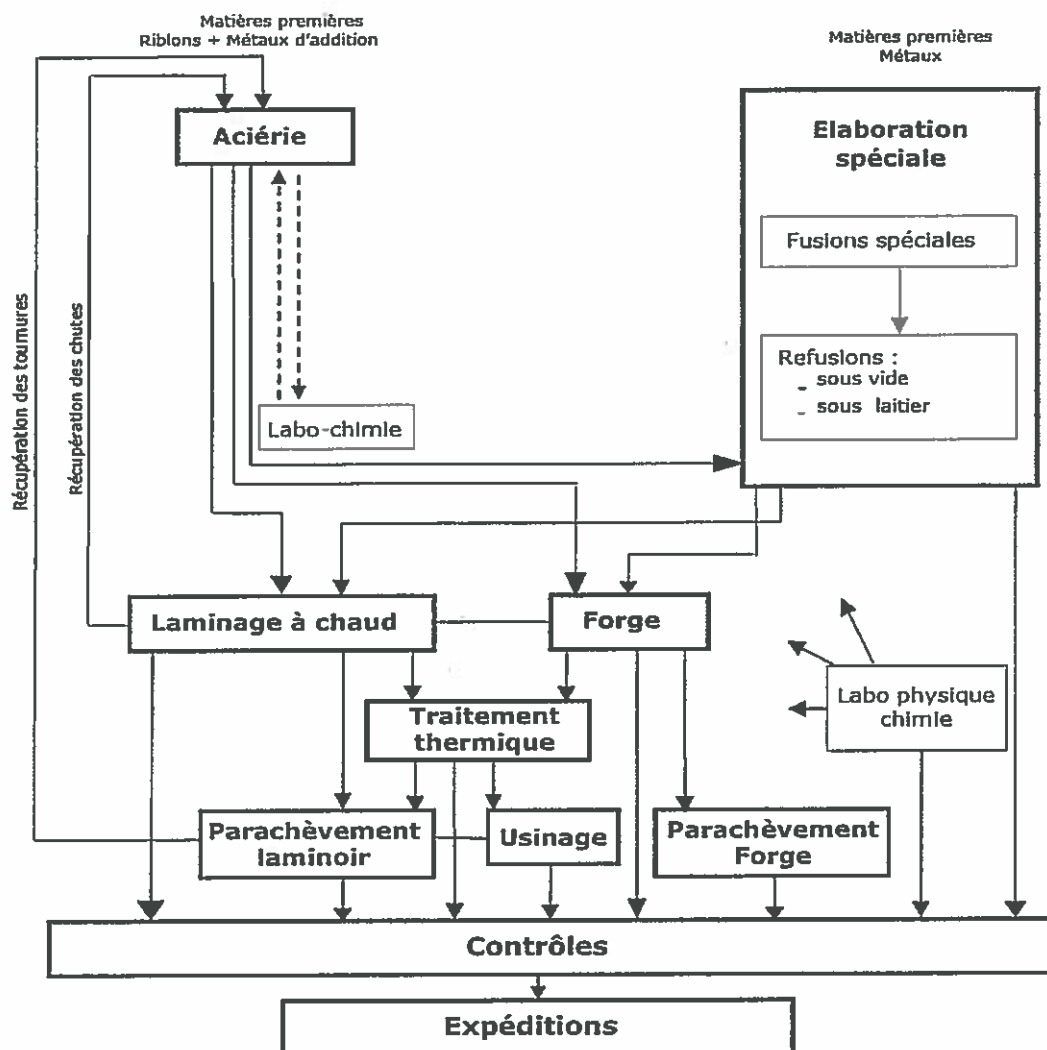 Matières premières
Riblons + Métaux d'addition
Matières premières
Métaux
Aciérie
Elaboration
spéciale
Fusions spéciales
Refusions :
- sous vide
- sous laitier
Labo-chimie
Récupération des tournures
Récupération des chutes
Laminage à chaud
Forge
Labo physique
chimie
Traitement
thermique
Parachèvement
laminoir
Usinage
Parachèvement
Forge
Contrôles
Expéditions